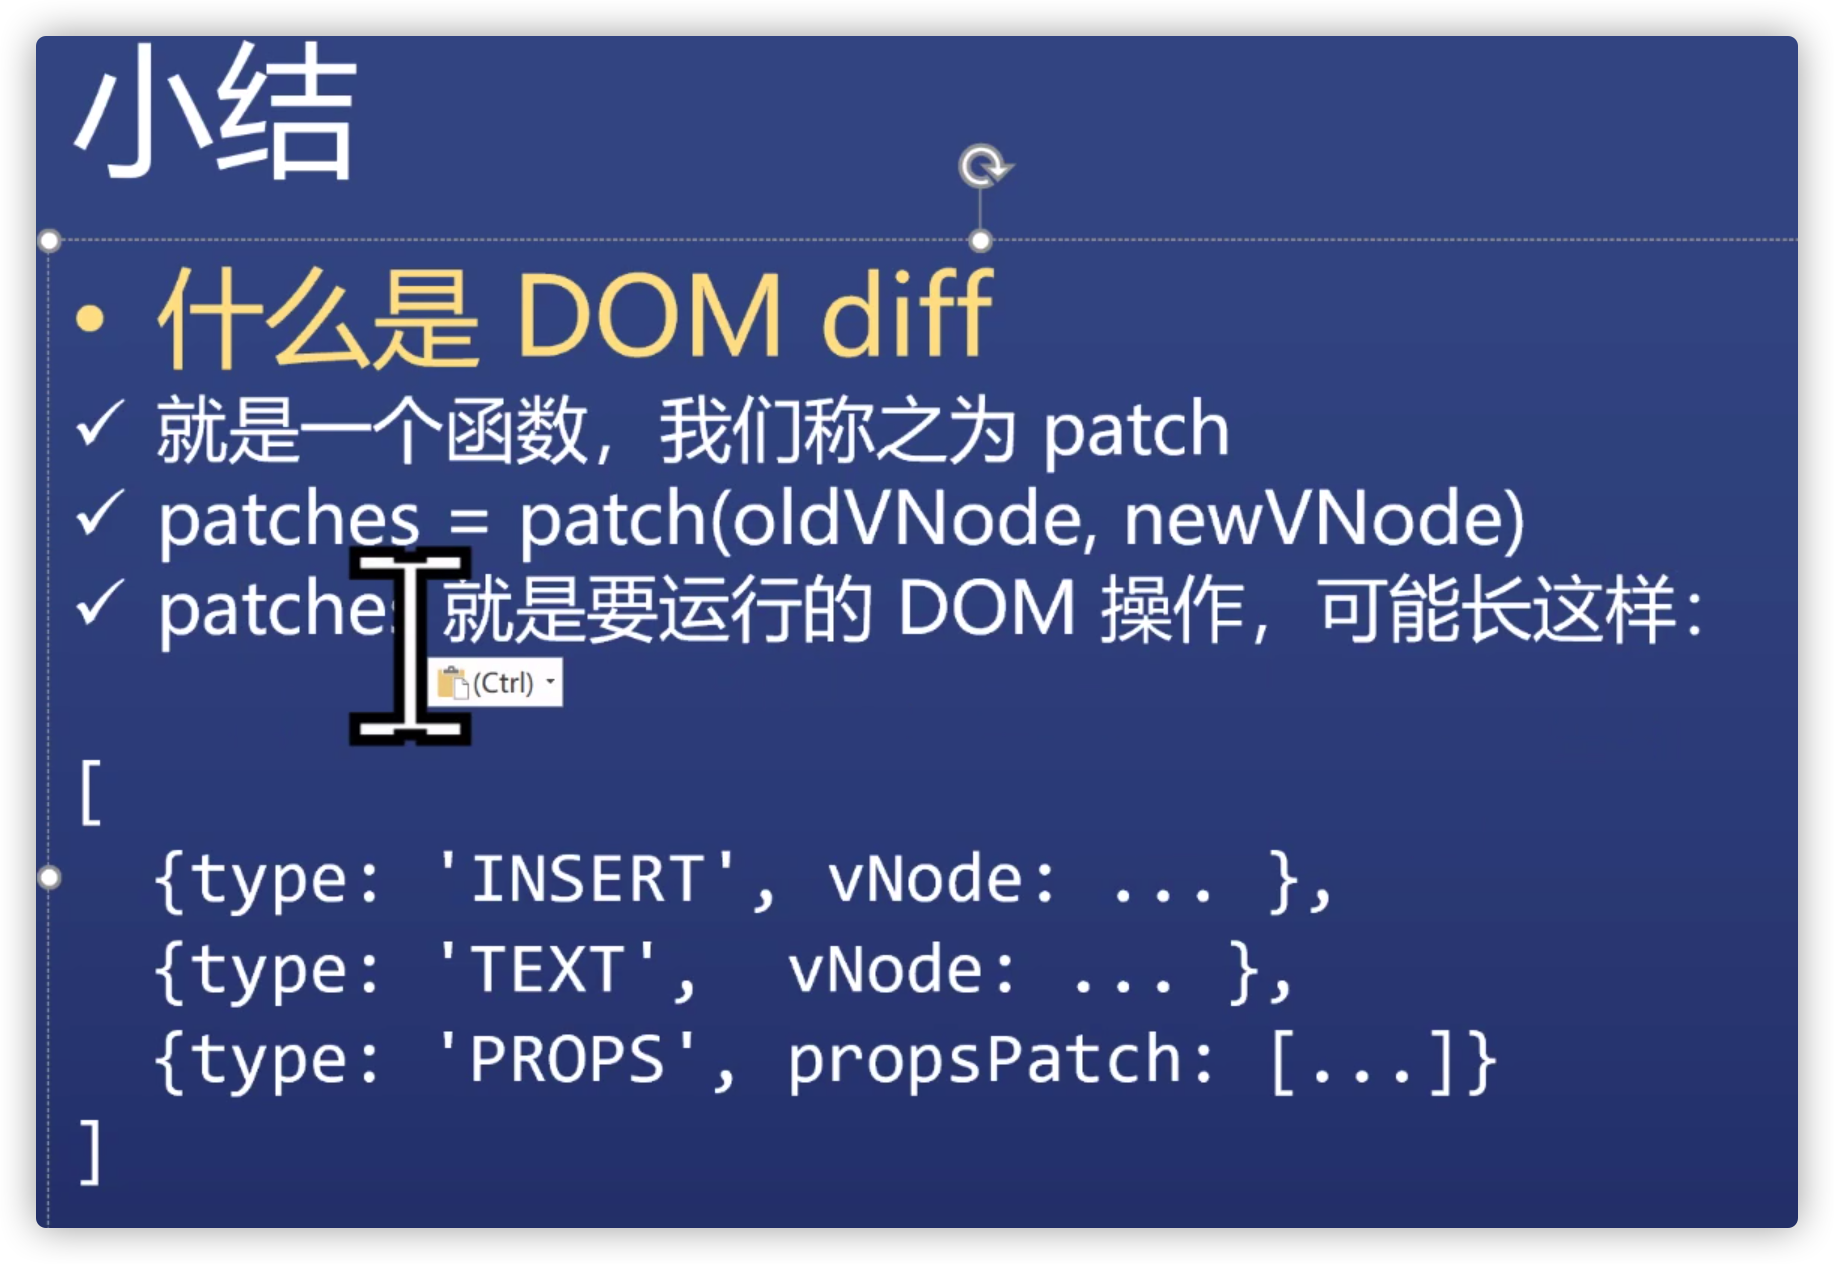 小结
• 什么是 DOM diff
✓ 就是一个函数，我们称之为 patch
✓ patches = patch(oldVNode, newVNode)
✓ patches 就是要运行的 DOM 操作，可能长这样：
(Ctrl)
[
{type: 'INSERT', vNode: ... },
{type: 'TEXT',  vNode: ... },
{type: 'PROPS', propsPatch: [...]}
]